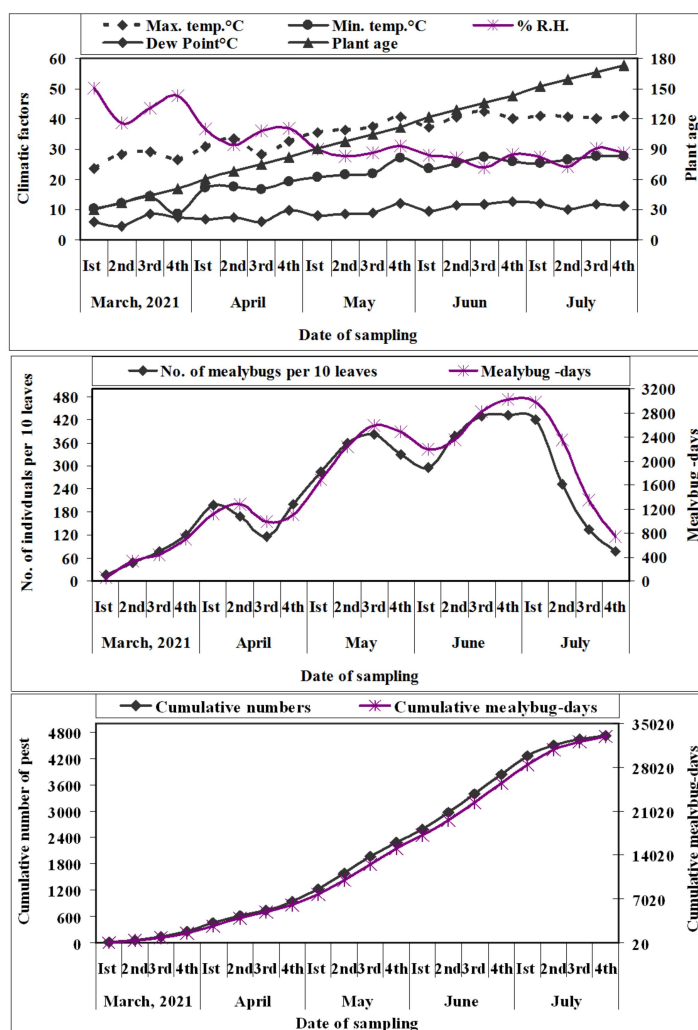 Max. temp.°C Min. temp.°C % R.H.
Dew Point°C Plant age
Climatic factors
60
50
40
30
20
10
0
Plant age
180
150
120
90
60
30
0
Ist 2nd 3rd 4th Ist 2nd 3rd 4th Ist 2nd 3rd 4th Ist 2nd 3rd 4th Ist 2nd 3rd 4th
March, 2021 April May Juun July
Date of sampling
No. of mealybugs per 10 leaves Mealybug -days
No. of indivduals per 10 leaves
480
420
360
300
240
180
120
60
0
Mealybug -days
3200
2800
2400
2000
1600
1200
800
400
0
Ist 2nd 3rd 4th Ist 2nd 3rd 4th Ist 2nd 3rd 4th Ist 2nd 3rd 4th Ist 2nd 3rd 4th
March, 2021 April May June July
Date of sampling
Cumulative numbers Cumulative mealybug-days
Cumulative number of pest
4800
4200
3600
3000
2400
1800
1200
600
0
Cumulative mealybug-days
35020
28020
21020
14020
7020
20
Ist 2nd 3rd 4th Ist 2nd 3rd 4th Ist 2nd 3rd 4th Ist 2nd 3rd 4th Ist 2nd 3rd 4th
March, 2021 April May June July
Date of sampling